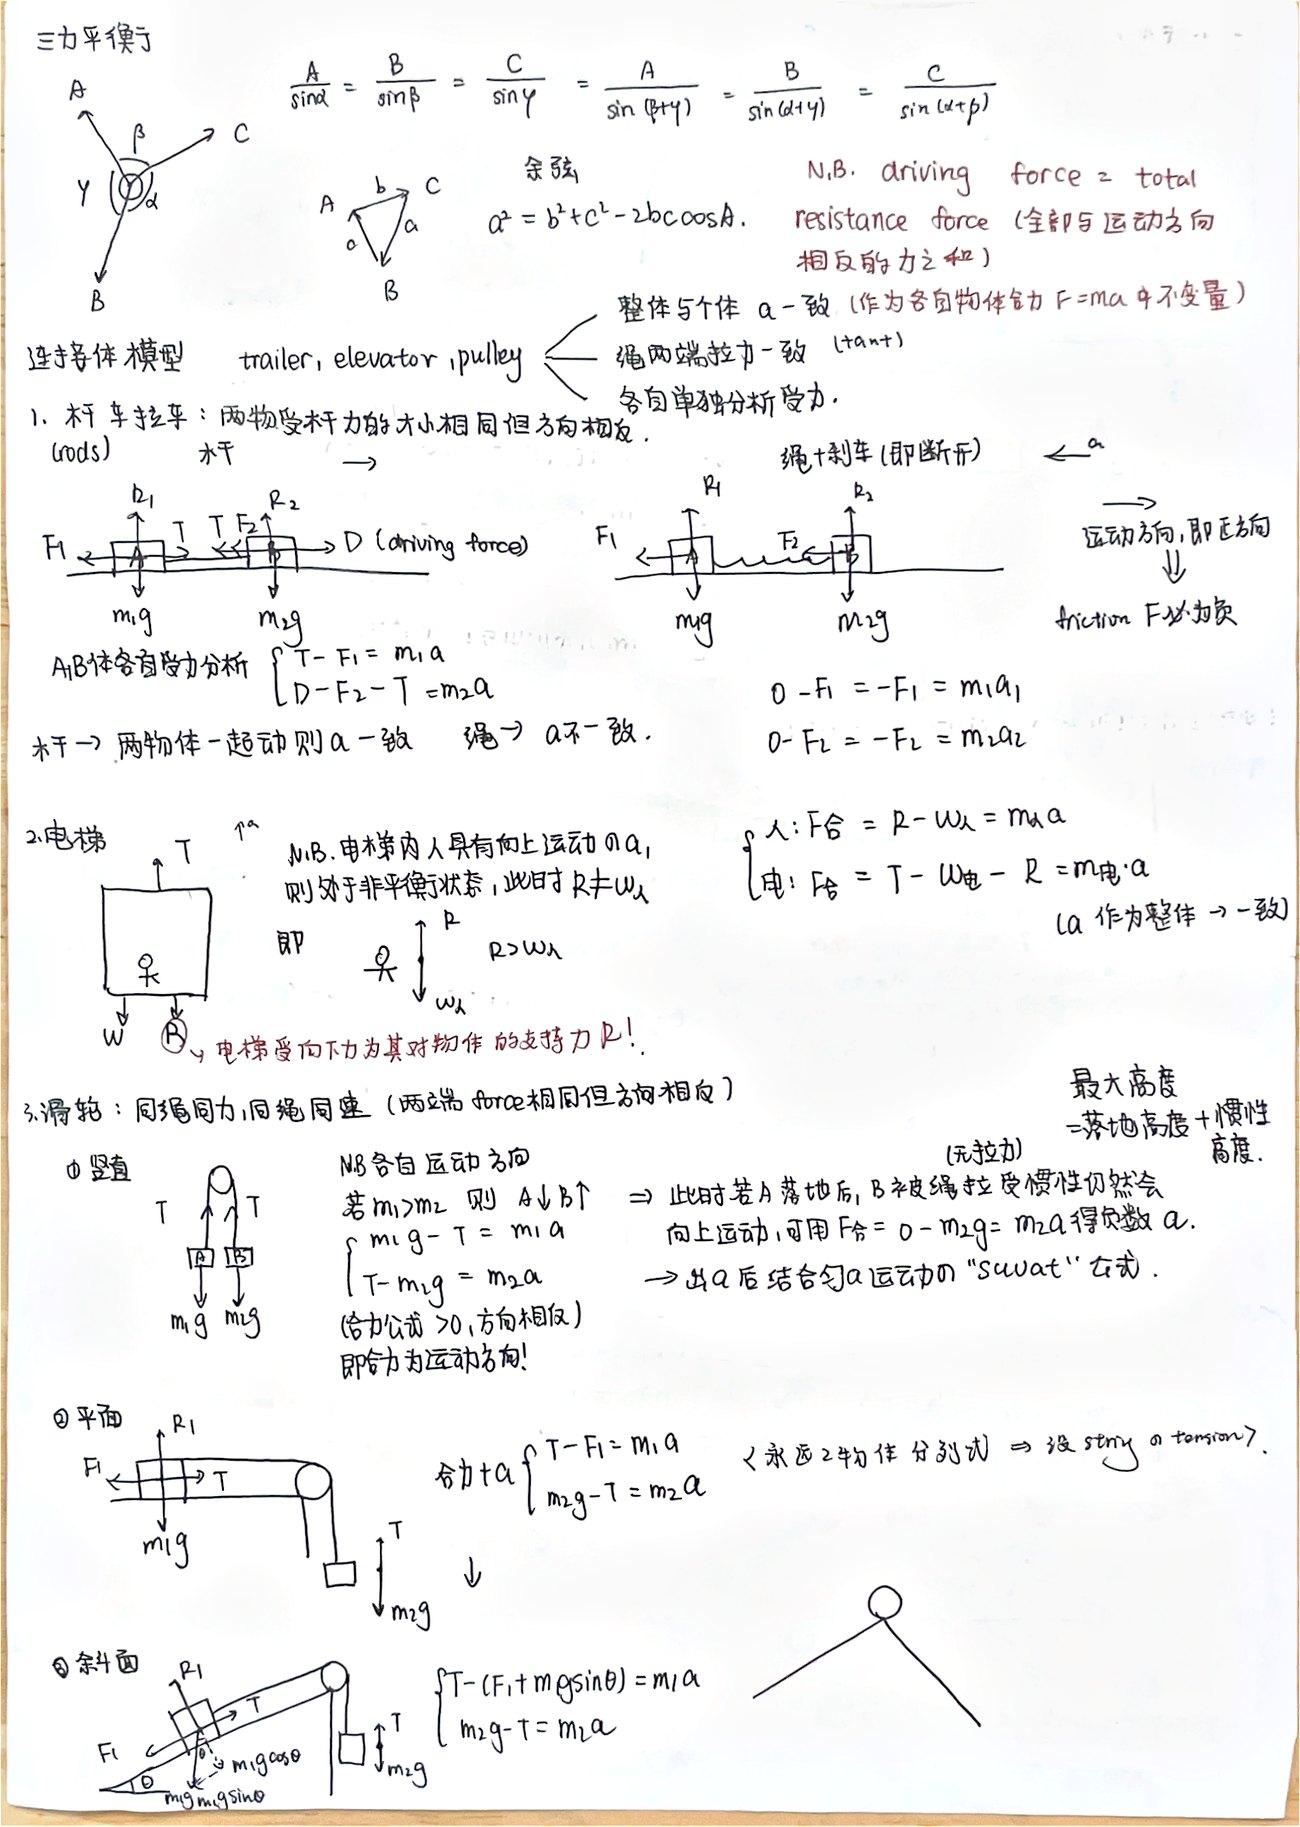 三力平衡
A/sinα = B/sinβ = C/sinγ = A/sin(β+γ) = B/sin(α+γ) = C/sin(α+β)
A
β
C
γ
α
B
A
b
C
c
a
B
余弦
a² = b²+c²-2bc cosA.
N.B. driving force = total
resistance force (全部与运动方向
相反的力之和)
连接体模型 trailer, elevator, pulley
整体与个体 a一致 (作为各自物体合力 F=ma 中不变量)
绳两端拉力一致
各自单独分析受力.
1. 杆 车拉车: 两物受杆力的大小相同但方向相反.
(rods) 杆 →
绳+刹车(即断开) ← a
R1
R2
F1 A T T F2 B D (driving force)
m1g m2g
R1 R2
F1 A F2 B
m1g m2g
→
运动方向,即正方向
⇓
friction F必为负
A,B体各自受力分析
T- F1 = m1a
D-F2-T = m2a
0-F1 = -F1 = m1a1
0-F2 = -F2 = m2a2
杆→ 两物体一起动则a一致 绳→ a不一致.
2.电梯
T ↑a
N.B. 电梯内人具有向上运动の a,
则处于非平衡状态, 此时 R≠W人
即
R
R>W人
W人
人: F合 = R-W人 = m人a
电: F合 = T-W电-R = m电·a
(a 作为整体→一致)
W R
↘ 电梯受向下力为其对物体的支持力R!
3.滑轮: 同绳同力,同绳同速 (两端force相同但方向相反)
最大高度
=落地高度+惯性
高度.
①竖直
T T
A B
m1g m2g
N.B 各自运动方向
若m1>m2 则 A↓B↑
m1g-T = m1a
T-m2g = m2a
(合力公式>0,方向相反)
即合力为运动方向!
(无拉力)
⇒ 此时若A落地后, B被绳拉受惯性仍然会
向上运动,可用F合= 0-m2g= m2a 得负数a.
→ 出a后结合匀a运动の "suvat" 公式.
②平面
R1
F1 T
m1g
T
m2g
合力+a
T-F1 = m1a
m2g-T = m2a
<永远2物体分列式 ⇒ 设string の tension>.
↓
③斜面
R1
T
F1
θ
θ
m1gcosθ
m1g m1gsinθ
T
m2g
T-(F1+mgsinθ) = m1a
m2g-T = m2a